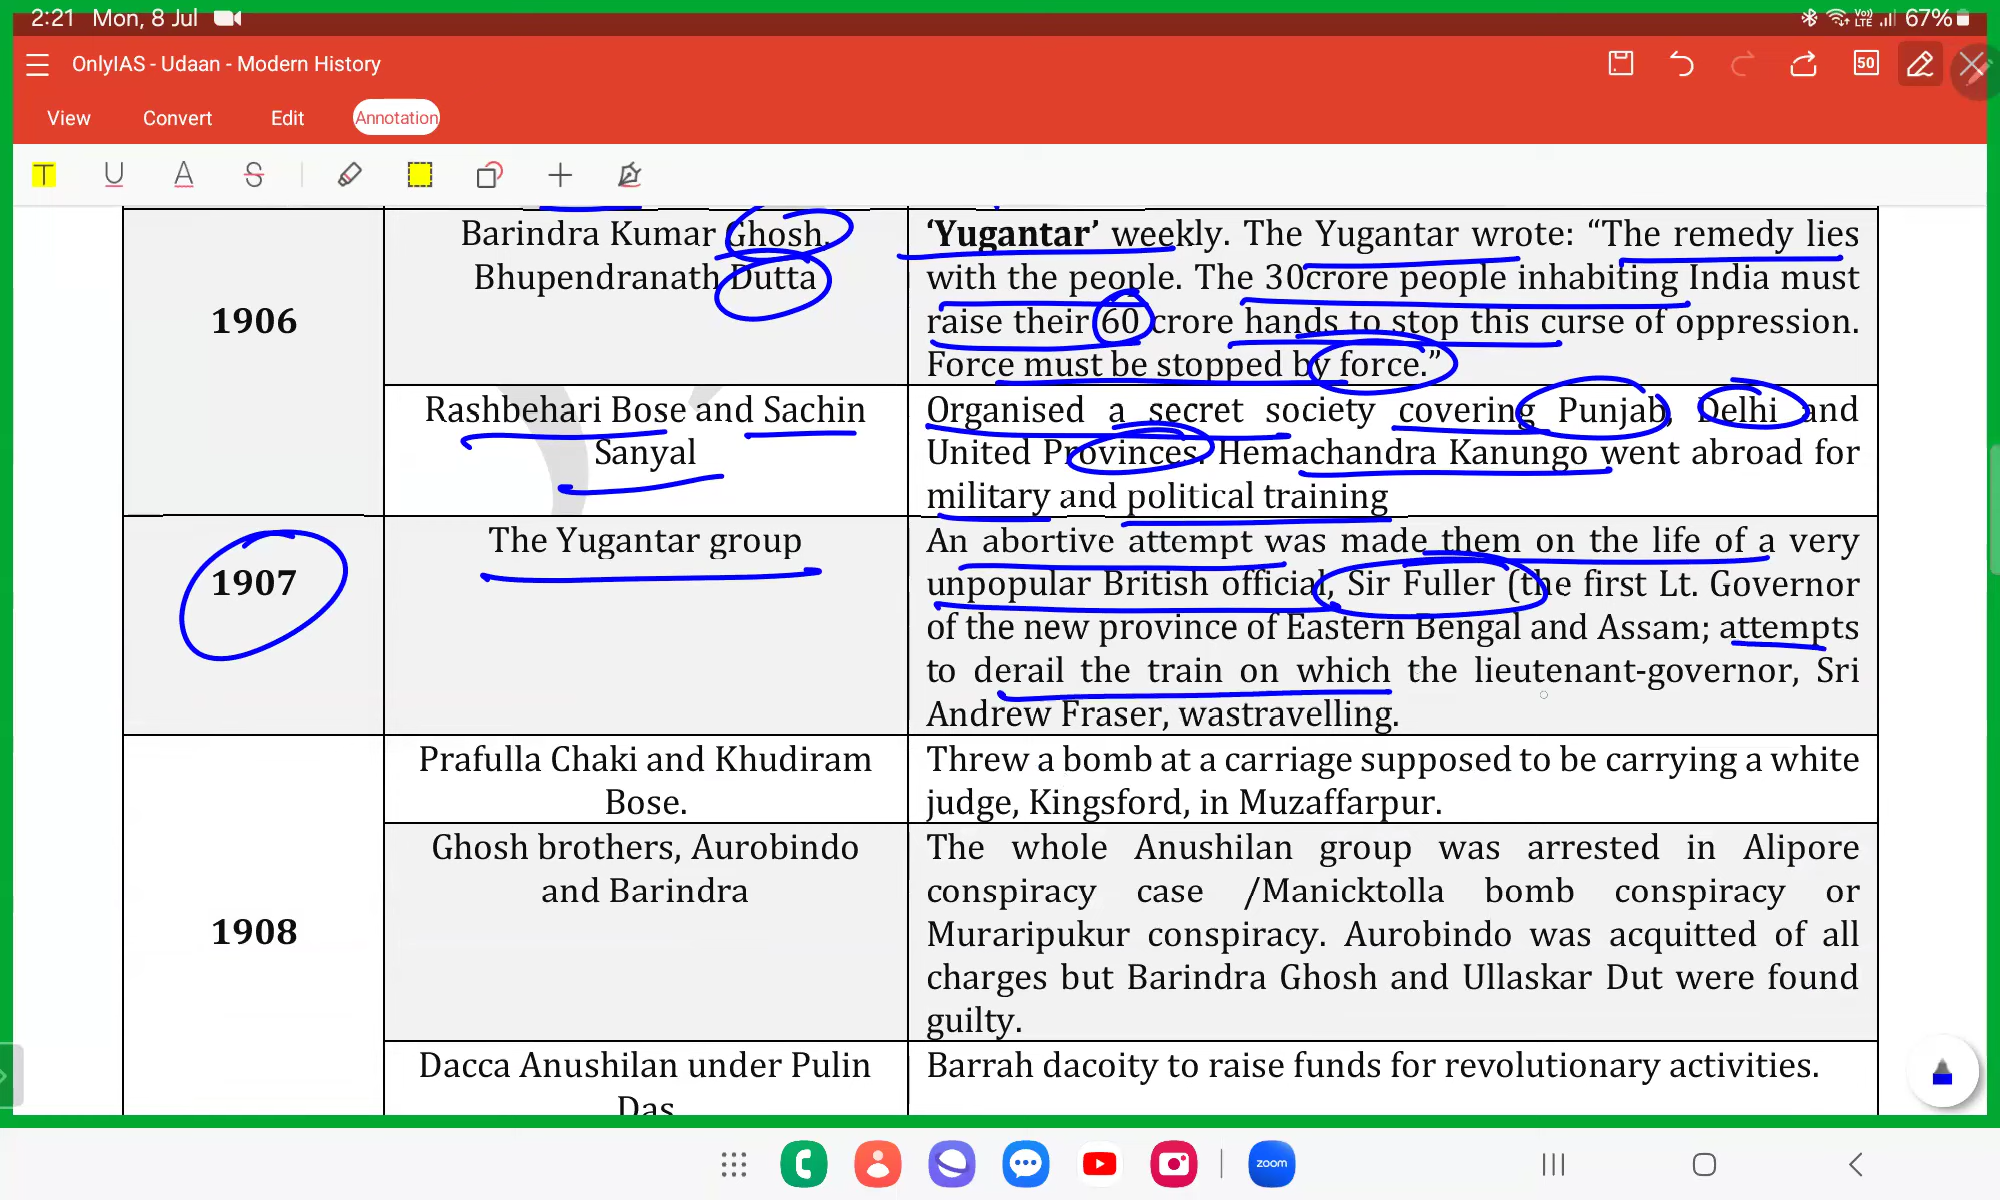 2:21 Mon, 8 Jul
Vo)) LTE 67%
OnlyIAS - Udaan - Modern History
50
View Convert Edit Annotation
T U A S
1906
Barindra Kumar Ghosh,
Bhupendranath Dutta
‘Yugantar’ weekly. The Yugantar wrote: “The remedy lies
with the people. The 30crore people inhabiting India must
raise their 60 crore hands to stop this curse of oppression.
Force must be stopped by force.”
Rashbehari Bose and Sachin
Sanyal
Organised a secret society covering Punjab, Delhi and
United Provinces. Hemachandra Kanungo went abroad for
military and political training
1907
The Yugantar group
An abortive attempt was made them on the life of a very
unpopular British official, Sir Fuller (the first Lt. Governor
of the new province of Eastern Bengal and Assam; attempts
to derail the train on which the lieutenant-governor, Sri
Andrew Fraser, wastravelling.
1908
Prafulla Chaki and Khudiram
Bose.
Threw a bomb at a carriage supposed to be carrying a white
judge, Kingsford, in Muzaffarpur.
Ghosh brothers, Aurobindo
and Barindra
The whole Anushilan group was arrested in Alipore
conspiracy case /Manicktolla bomb conspiracy or
Muraripukur conspiracy. Aurobindo was acquitted of all
charges but Barindra Ghosh and Ullaskar Dut were found
guilty.
Dacca Anushilan under Pulin
Das
Barrah dacoity to raise funds for revolutionary activities.
zoom